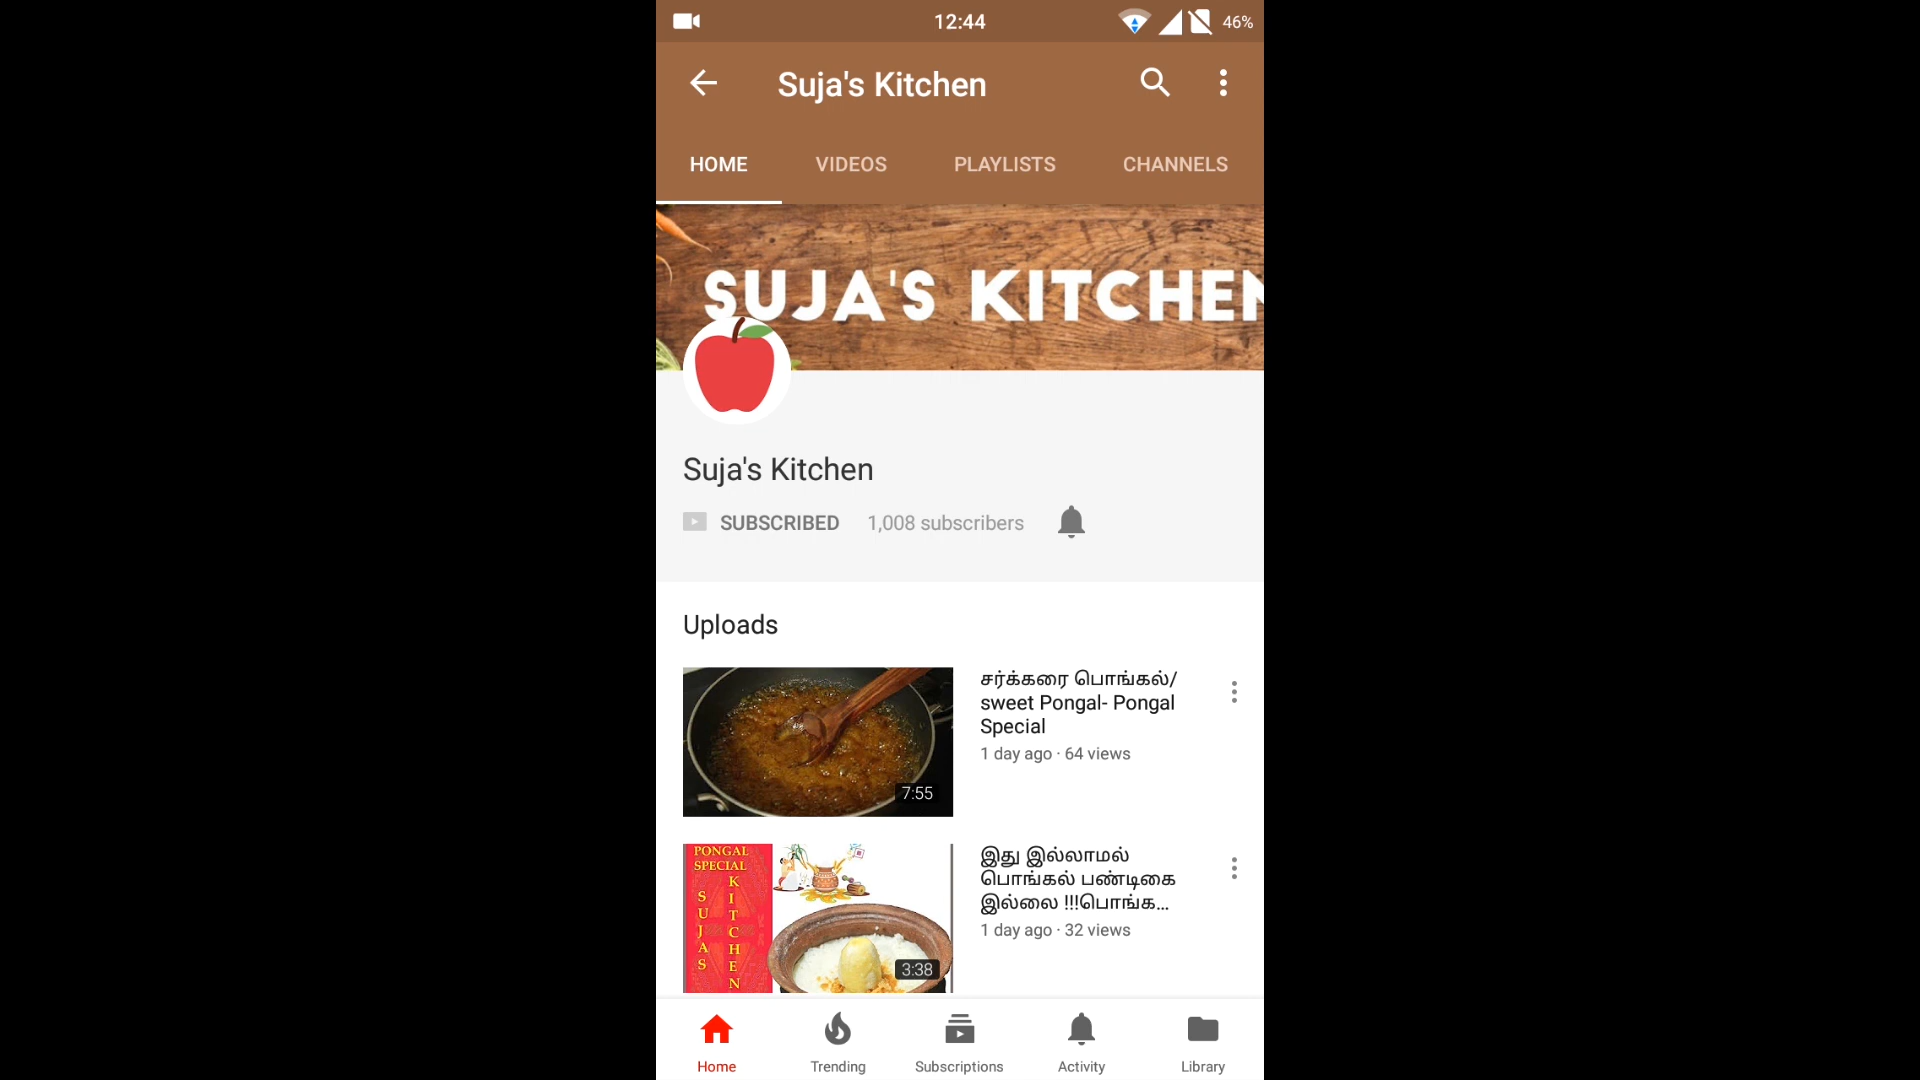 12:44
46%
Suja's Kitchen
HOME VIDEOS PLAYLISTS CHANNELS
SUJA'S KITCHEN
Suja's Kitchen
SUBSCRIBED 1,008 subscribers
Uploads
சர்க்கரை பொங்கல்/
sweet Pongal- Pongal
Special
1 day ago · 64 views
7:55
PONGAL
SPECIAL
SUJAS
KITCHEN
இது இல்லாமல்
பொங்கல் பண்டிகை
இல்லை !!!பொங்க...
1 day ago · 32 views
3:38
Home Trending Subscriptions Activity Library